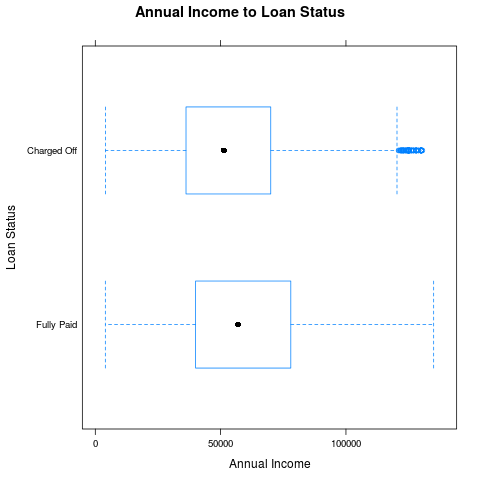 Annual Income to Loan Status
Charged Off
Fully Paid
Loan Status
0
50000
100000
Annual Income